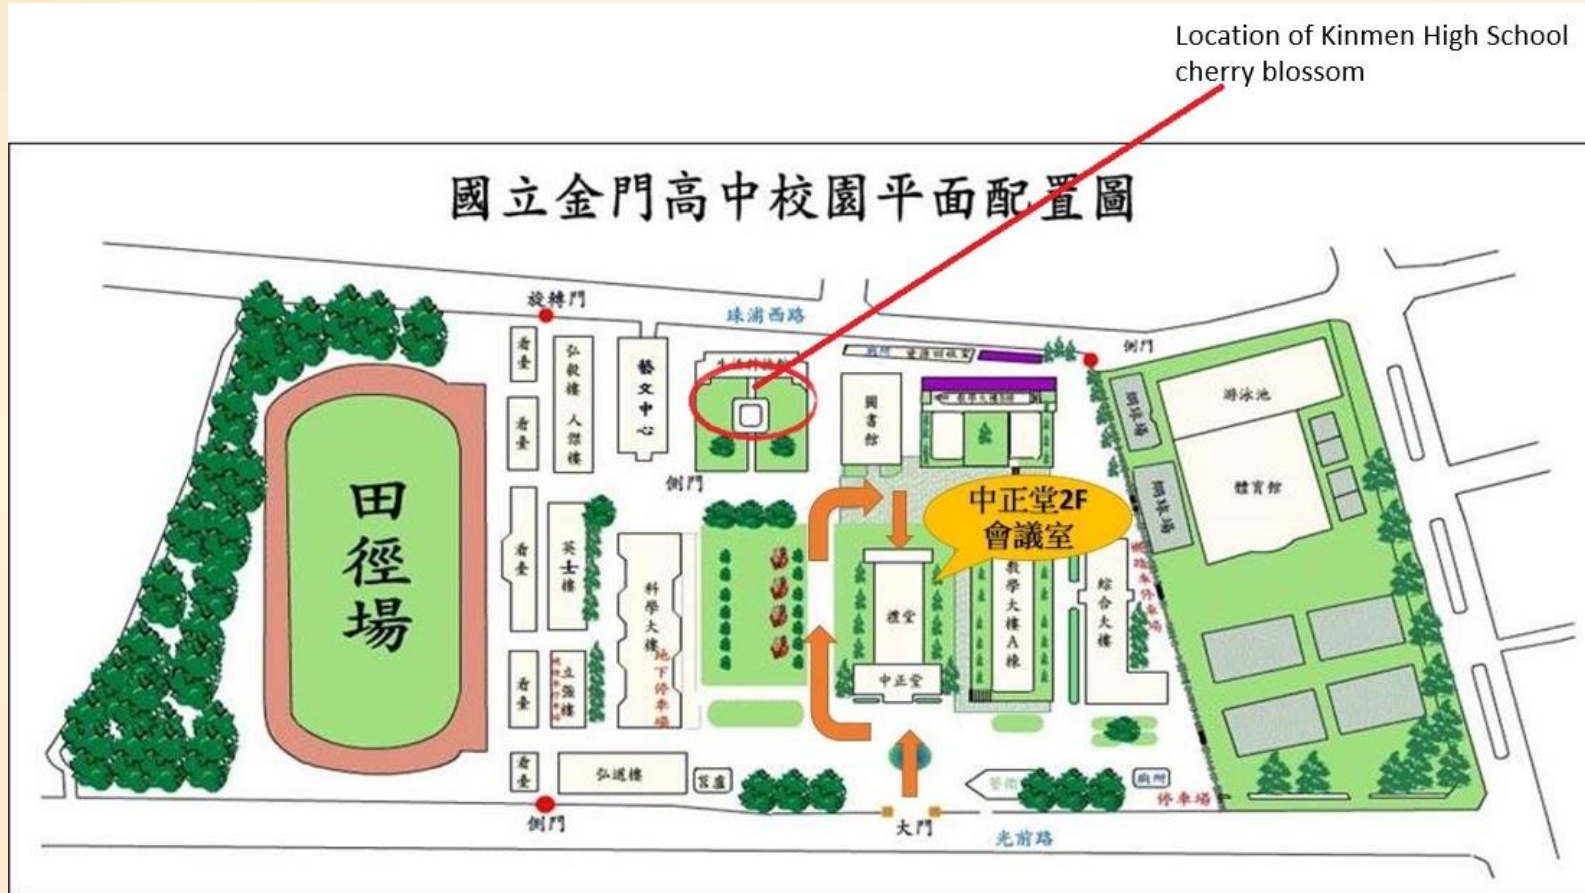 Location of Kinmen High School
cherry blossom
國立金門高中校園平面配置圖
旋轉門
珠浦西路
側門
看臺
弘毅樓 人傑樓
藝文中心
圖書館
網球場
游泳池
看臺
側門
田徑場
看臺
英士樓
科學大樓
地下停車場
中正堂2F
會議室
網球場
體育館
禮堂
中正堂
教學大樓A棟
綜合大樓
看臺
立強樓
看臺
弘道樓
側門
大門
廁所
停車場
光前路